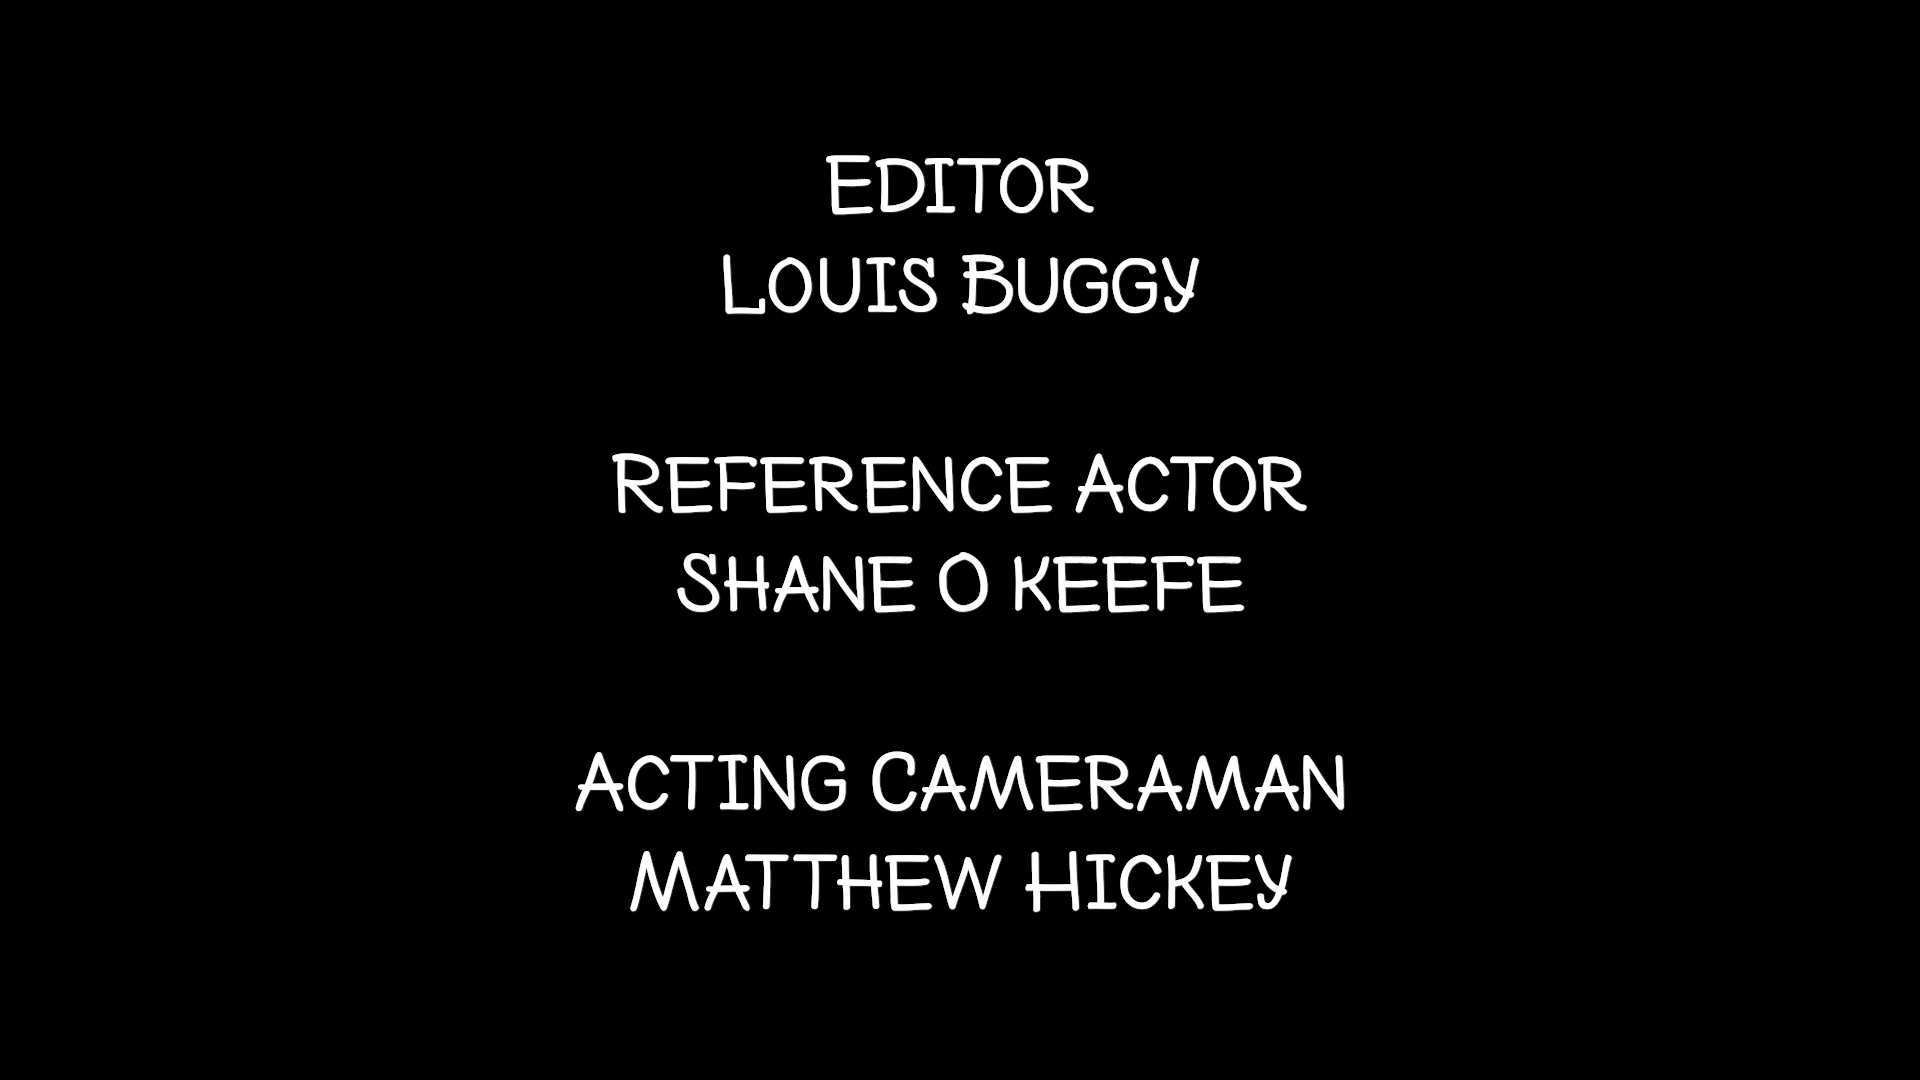 Editor
Louis Buggy
Reference Actor
Shane O Keefe
Acting Cameraman
Matthew Hickey